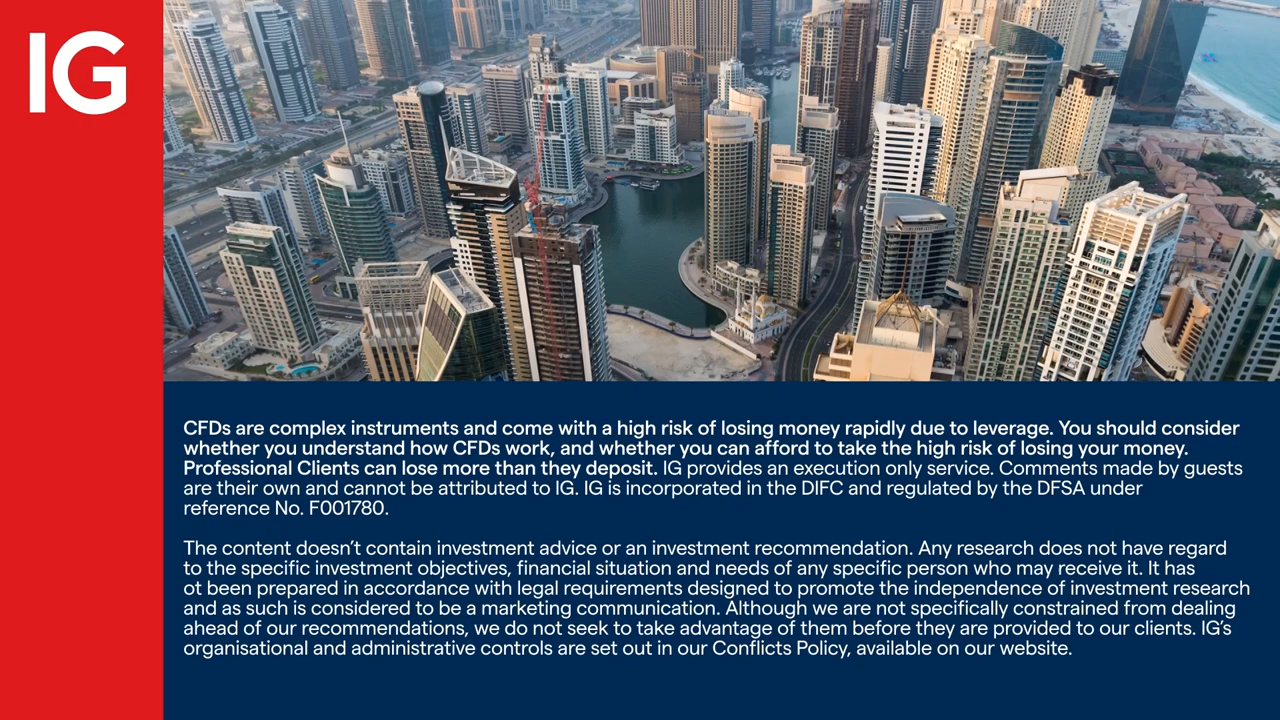 IG
CFDs are complex instruments and come with a high risk of losing money rapidly due to leverage. You should consider
whether you understand how CFDs work, and whether you can afford to take the high risk of losing your money.
Professional Clients can lose more than they deposit. IG provides an execution only service. Comments made by guests
are their own and cannot be attributed to IG. IG is incorporated in the DIFC and regulated by the DFSA under
reference No. F001780.
The content doesn’t contain investment advice or an investment recommendation. Any research does not have regard
to the specific investment objectives, financial situation and needs of any specific person who may receive it. It has
ot been prepared in accordance with legal requirements designed to promote the independence of investment research
and as such is considered to be a marketing communication. Although we are not specifically constrained from dealing
ahead of our recommendations, we do not seek to take advantage of them before they are provided to our clients. IG’s
organisational and administrative controls are set out in our Conflicts Policy, available on our website.